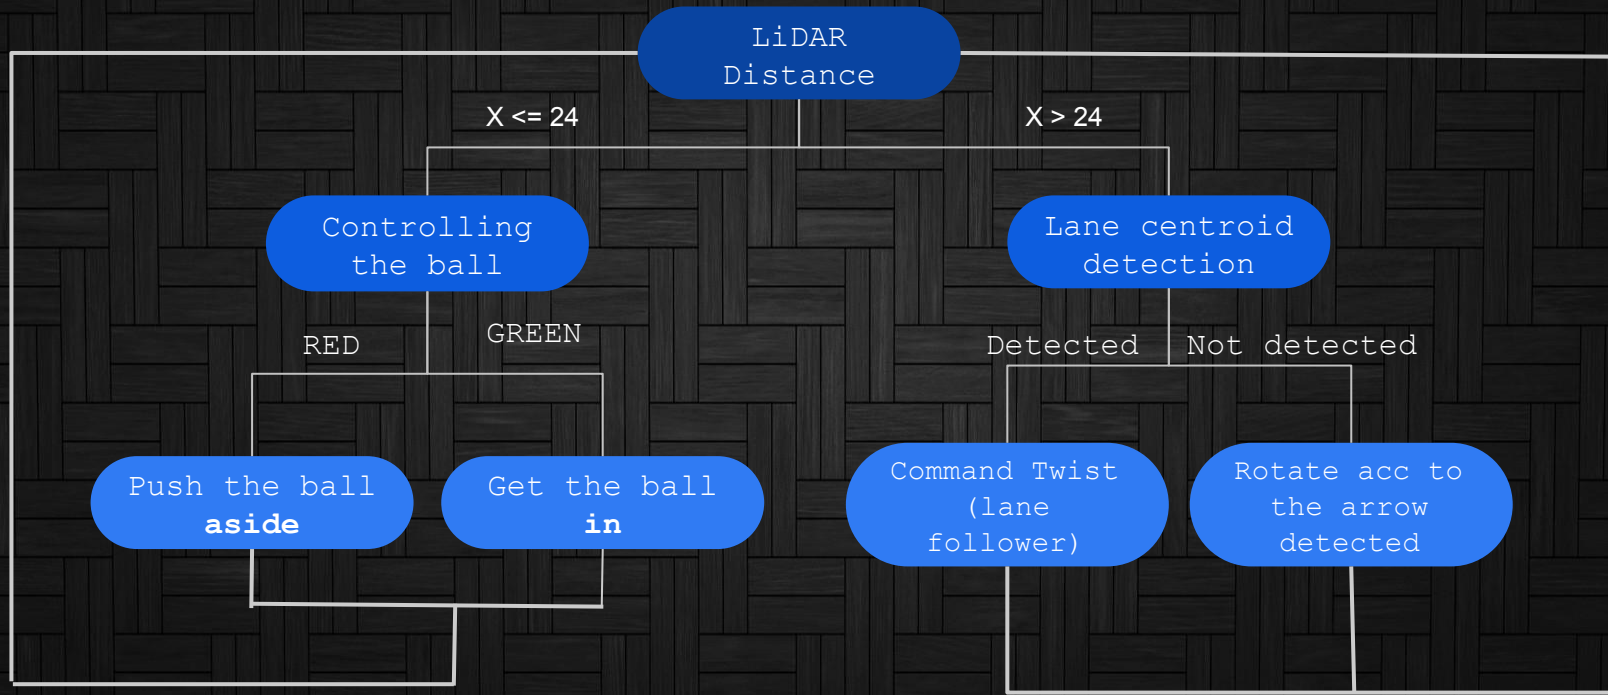 LiDAR
Distance
X <= 24
X > 24
Controlling
the ball
Lane centroid
detection
RED
GREEN
Detected
Not detected
Push the ball
aside
Get the ball
in
Command Twist
(lane
follower)
Rotate acc to
the arrow
detected